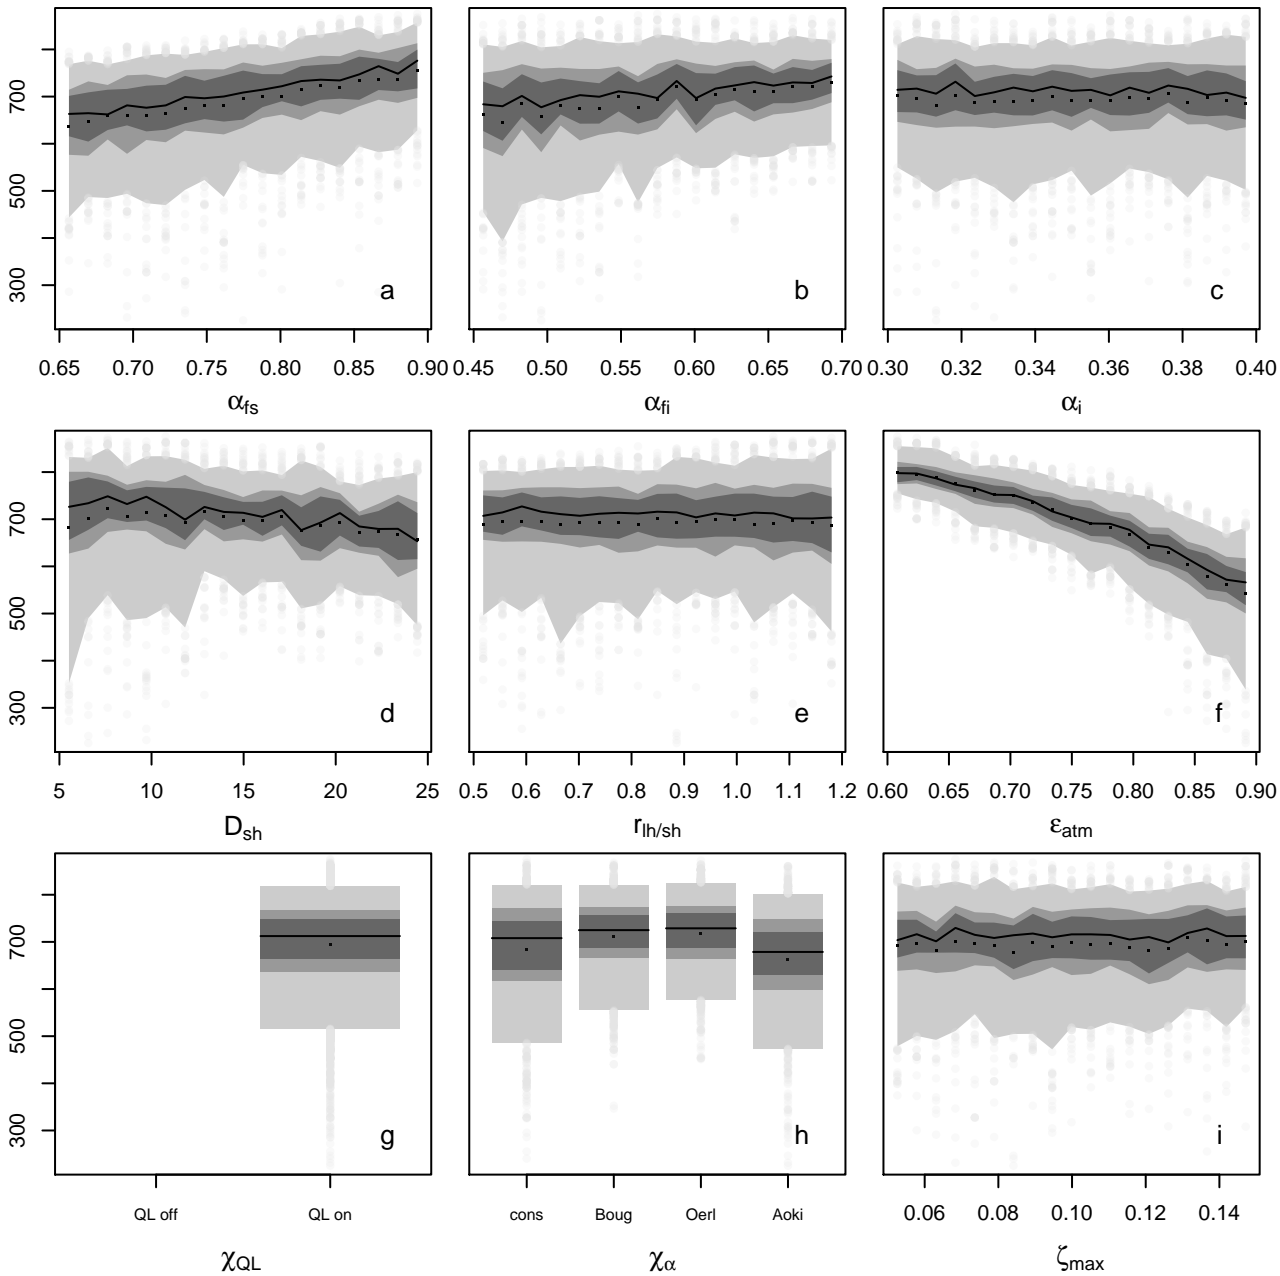 300 500 700
a
b
c
0.65 0.70 0.75 0.80 0.85 0.90
0.45 0.50 0.55 0.60 0.65 0.70
0.30 0.32 0.34 0.36 0.38 0.40
αfs
αfi
αi
300 500 700
d
e
f
5 10 15 20 25
0.5 0.6 0.7 0.8 0.9 1.0 1.1 1.2
0.60 0.65 0.70 0.75 0.80 0.85 0.90
Dsh
rlh/sh
εatm
300 500 700
g
h
i
QL off QL on
cons Boug Oerl Aoki
0.06 0.08 0.10 0.12 0.14
χQL
χα
ζmax